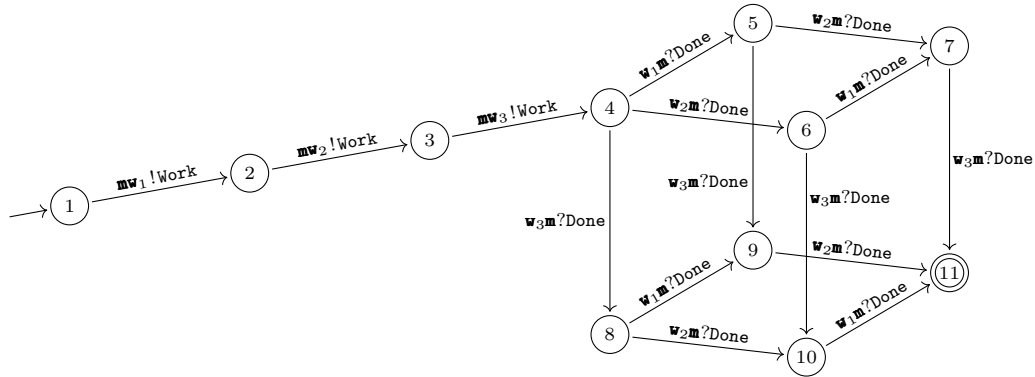 5
w₂m?Done
7
w₁m?Done
4
w₂m?Done
6
w₁m?Done
mw₃!Work
3
mw₂!Work
2
mw₁!Work
1
w₃m?Done
w₃m?Done
w₃m?Done
w₃m?Done
9
w₂m?Done
11
w₁m?Done
8
w₂m?Done
10
w₁m?Done